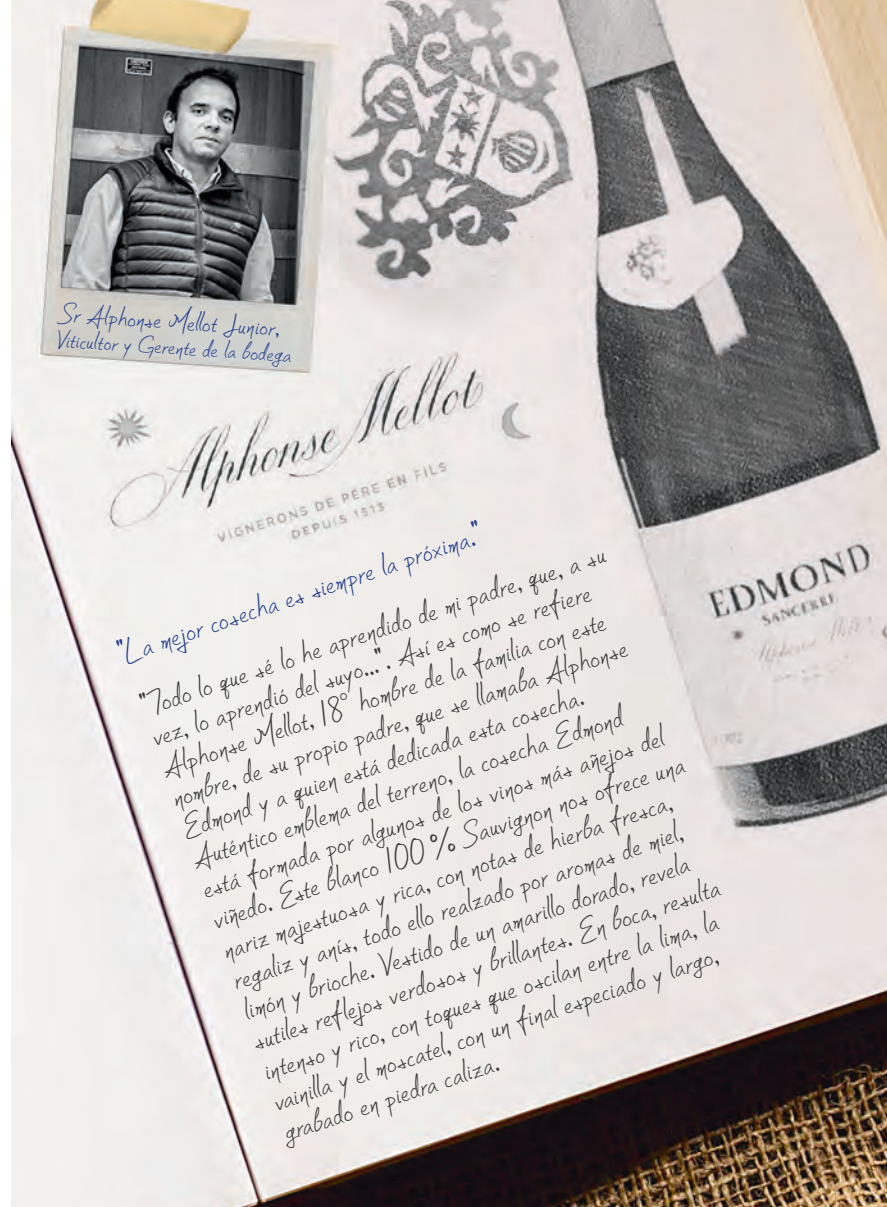 Sr Alphonse Mellot Junior,
Viticultor y Gerente de la bodega
Alphonse Mellot
VIGNERONS DE PÈRE EN FILS
DEPUIS 1513
"La mejor cosecha es siempre la próxima."
"Todo lo que sé lo he aprendido de mi padre, que, a su
vez, lo aprendió del suyo...". Así es como se refiere
Alphonse Mellot, 18º hombre de la familia con este
nombre, de su propio padre, que se llamaba Alphonse
Edmond y a quien está dedicada esta cosecha.
Auténtico emblema del terreno, la cosecha Edmond
está formada por algunos de los vinos más añejos del
viñedo. Este blanco 100 % Sauvignon nos ofrece una
nariz majestuosa y rica, con notas de hierba fresca,
regaliz y anís, todo ello realzado por aromas de miel,
limón y brioche. Vestido de un amarillo dorado, revela
sutiles reflejos verdosos y brillantes. En boca, resulta
intenso y rico, con toques que oscilan entre la lima, la
vainilla y el moscatel, con un final especiado y largo,
grabado en piedra caliza.
EDMOND
SANCERRE
Alphonse Mellot